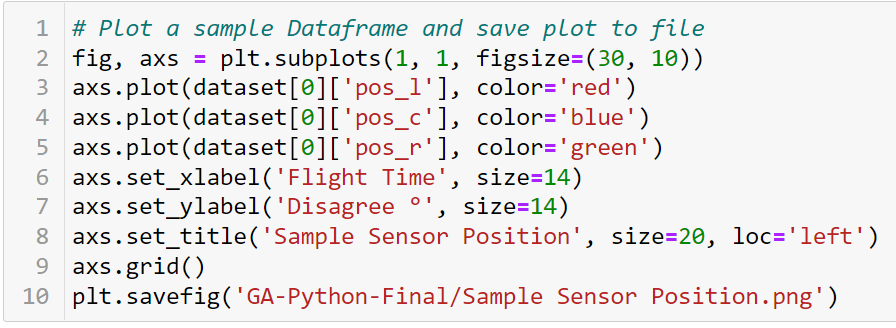 1 # Plot a sample Dataframe and save plot to file
2 fig, axs = plt.subplots(1, 1, figsize=(30, 10))
3 axs.plot(dataset[0]['pos_l'], color='red')
4 axs.plot(dataset[0]['pos_c'], color='blue')
5 axs.plot(dataset[0]['pos_r'], color='green')
6 axs.set_xlabel('Flight Time', size=14)
7 axs.set_ylabel('Disagree °', size=14)
8 axs.set_title('Sample Sensor Position', size=20, loc='left')
9 axs.grid()
10 plt.savefig('GA-Python-Final/Sample Sensor Position.png')